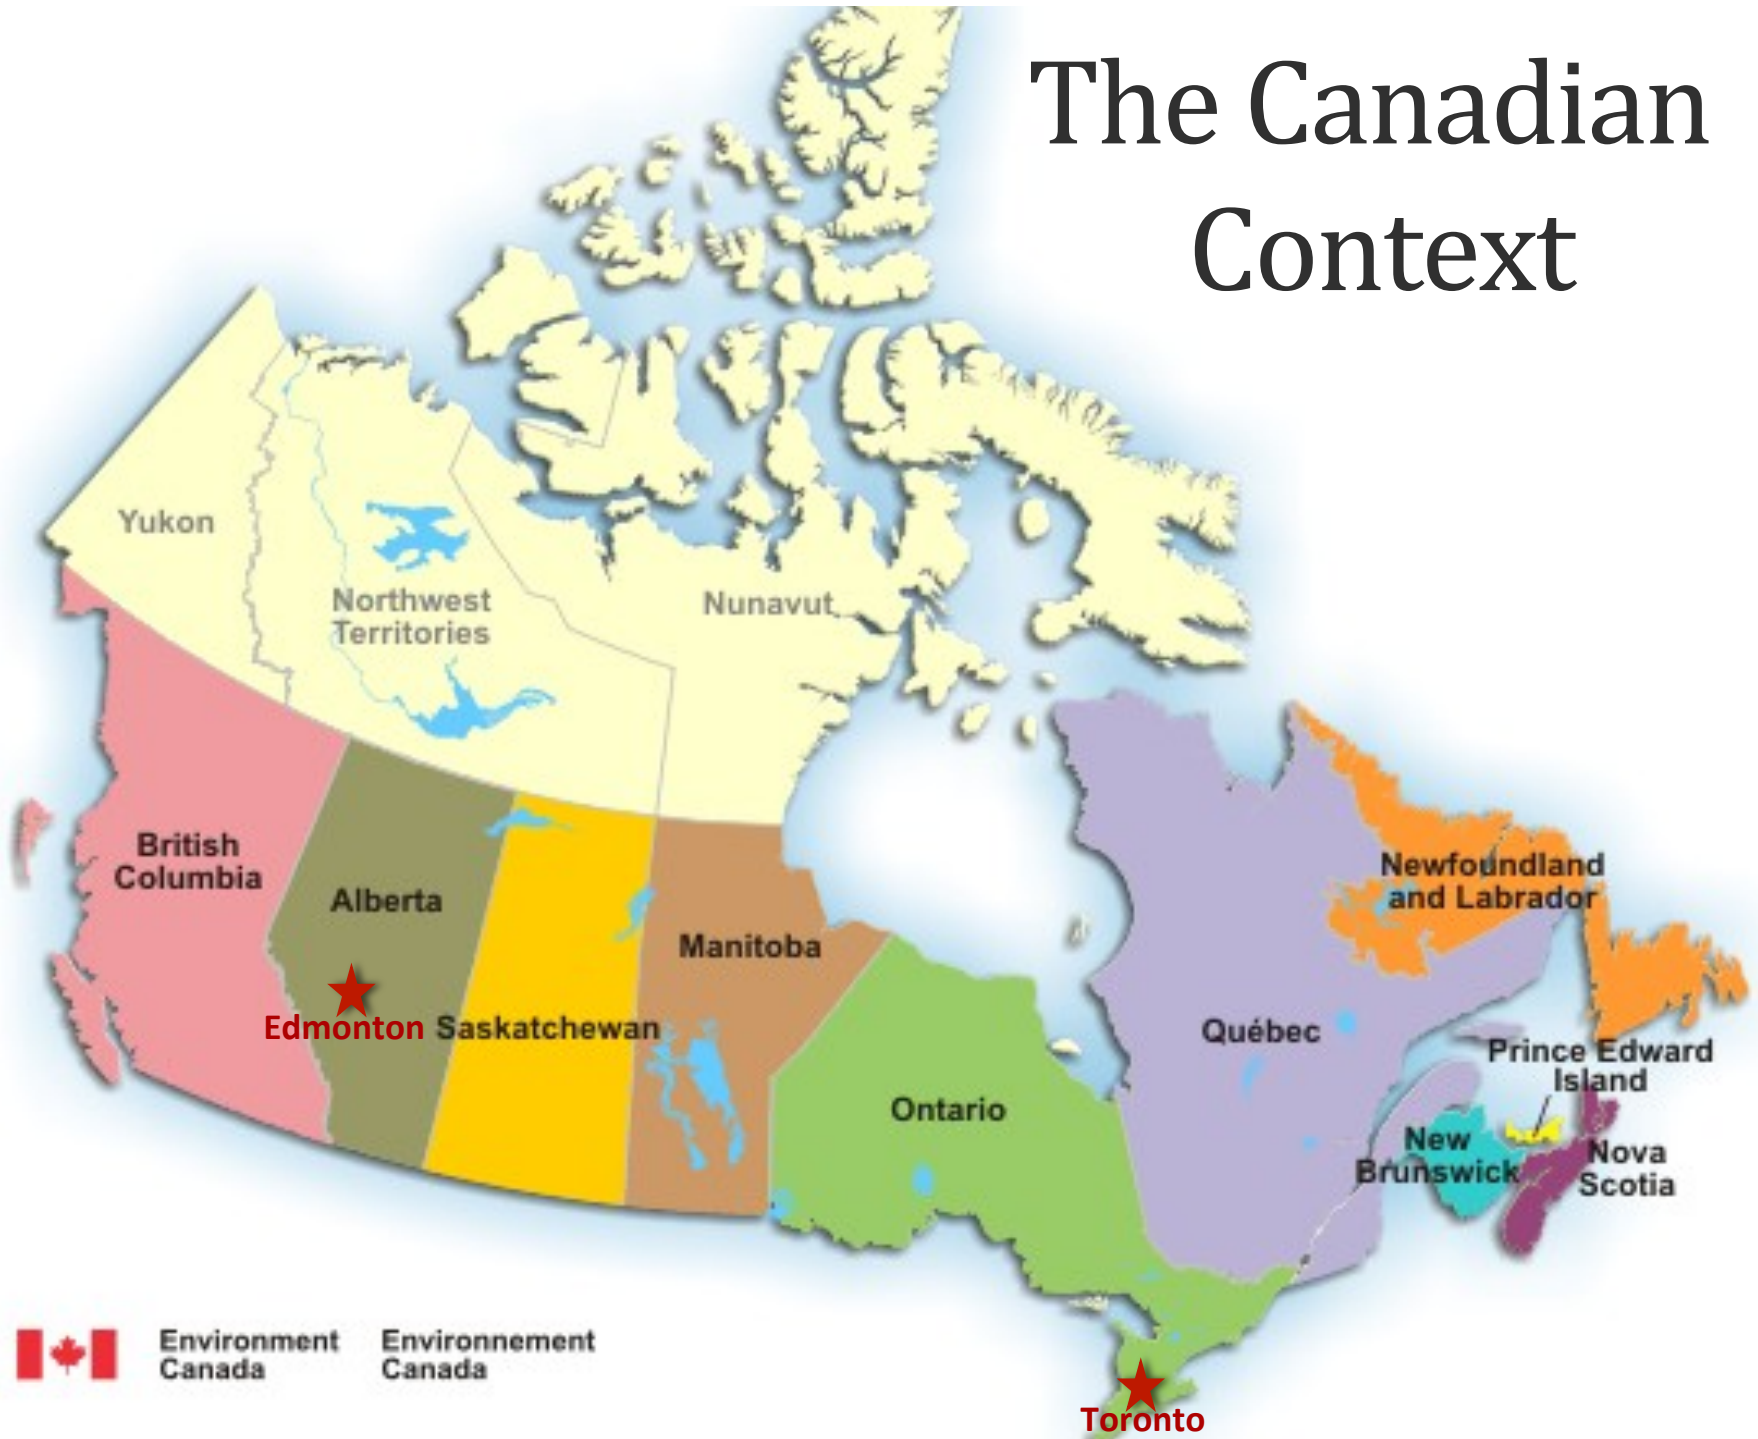 The Canadian
Context
Yukon
Northwest
Territories
Nunavut
British
Columbia
Alberta
Edmonton
Saskatchewan
Manitoba
Ontario
Québec
Newfoundland
and Labrador
Prince Edward
Island
New
Brunswick
Nova
Scotia
Toronto
Environment
Canada
Environnement
Canada